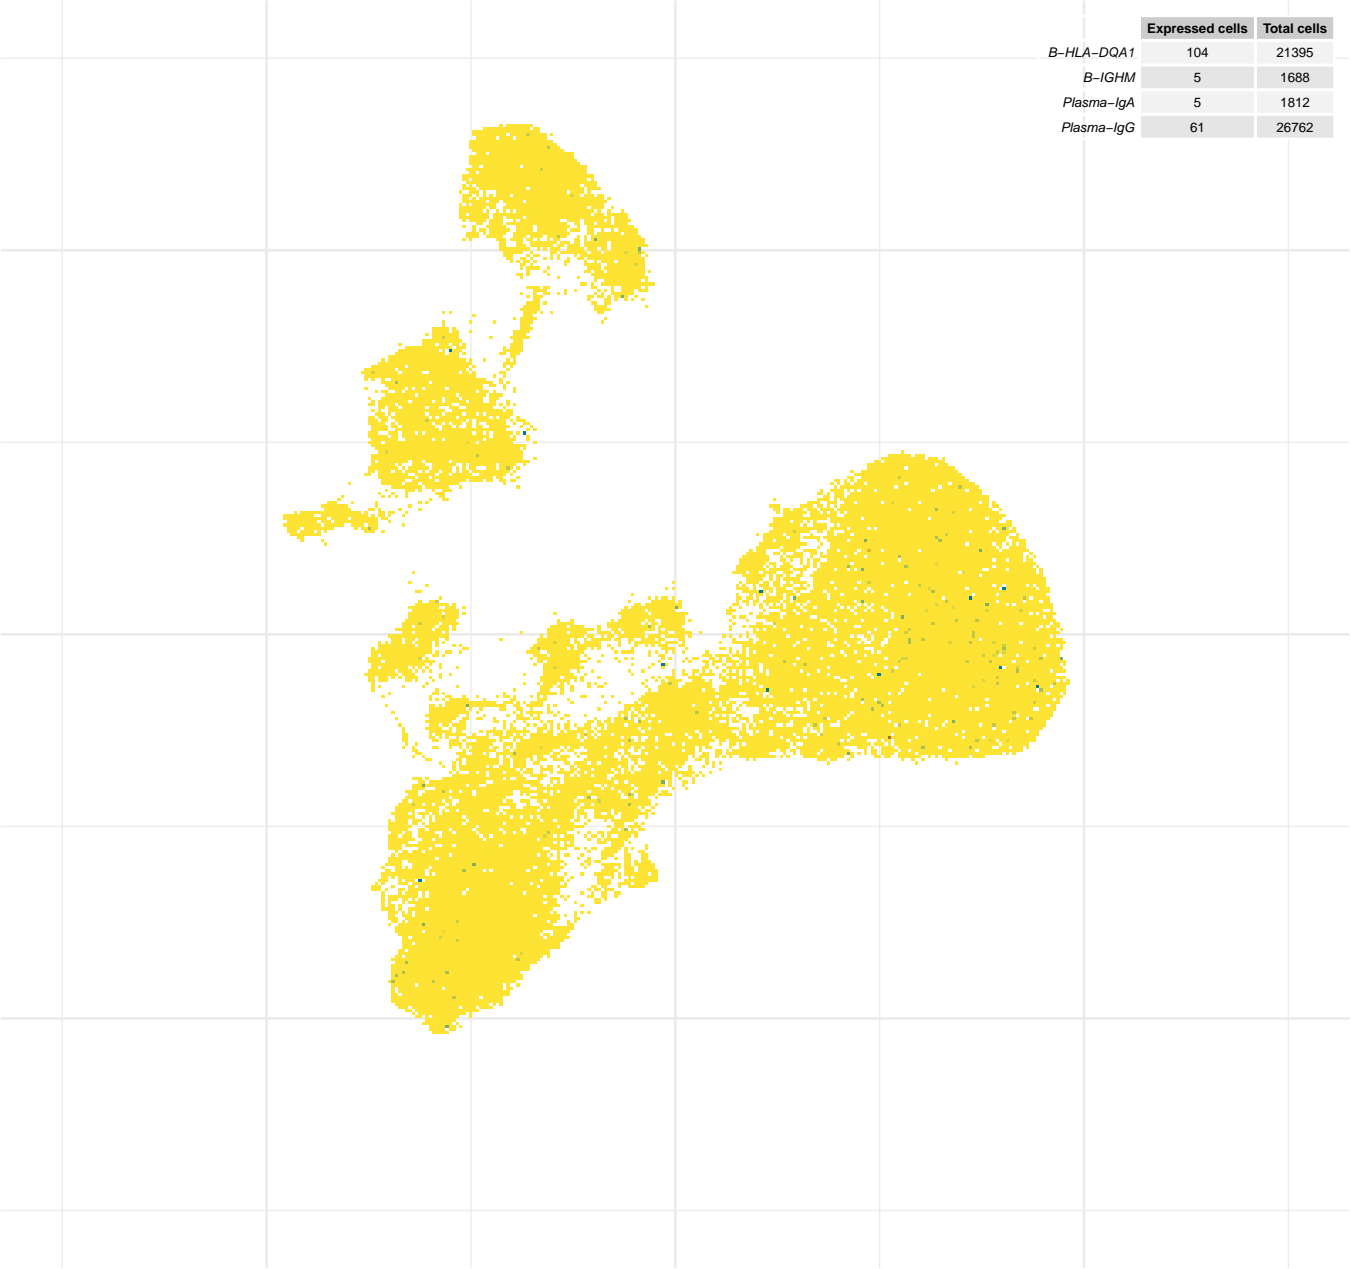 Expressed cells Total cells
B−HLA−DQA1 104 21395
B−IGHM 5 1688
Plasma−IgA 5 1812
Plasma−IgG 61 26762